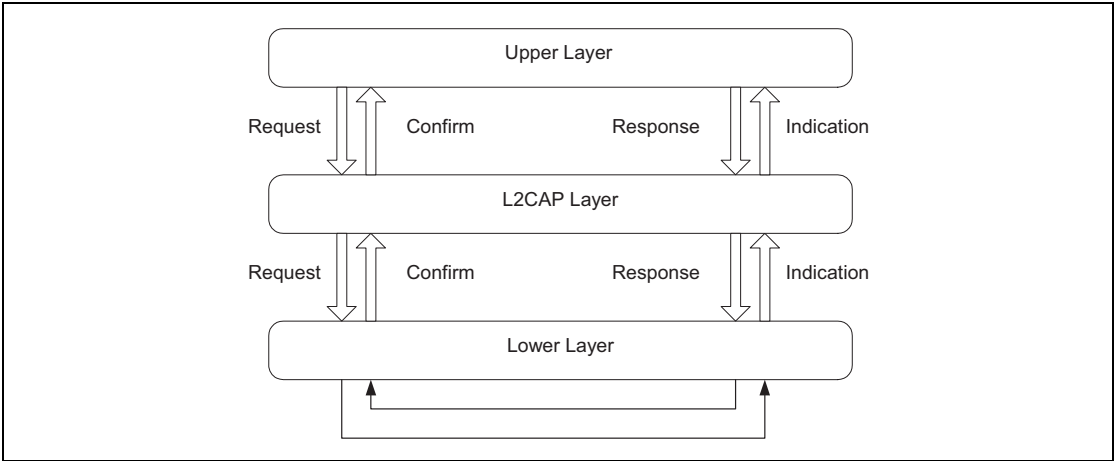 Upper Layer
Request Confirm Response Indication
L2CAP Layer
Request Confirm Response Indication
Lower Layer